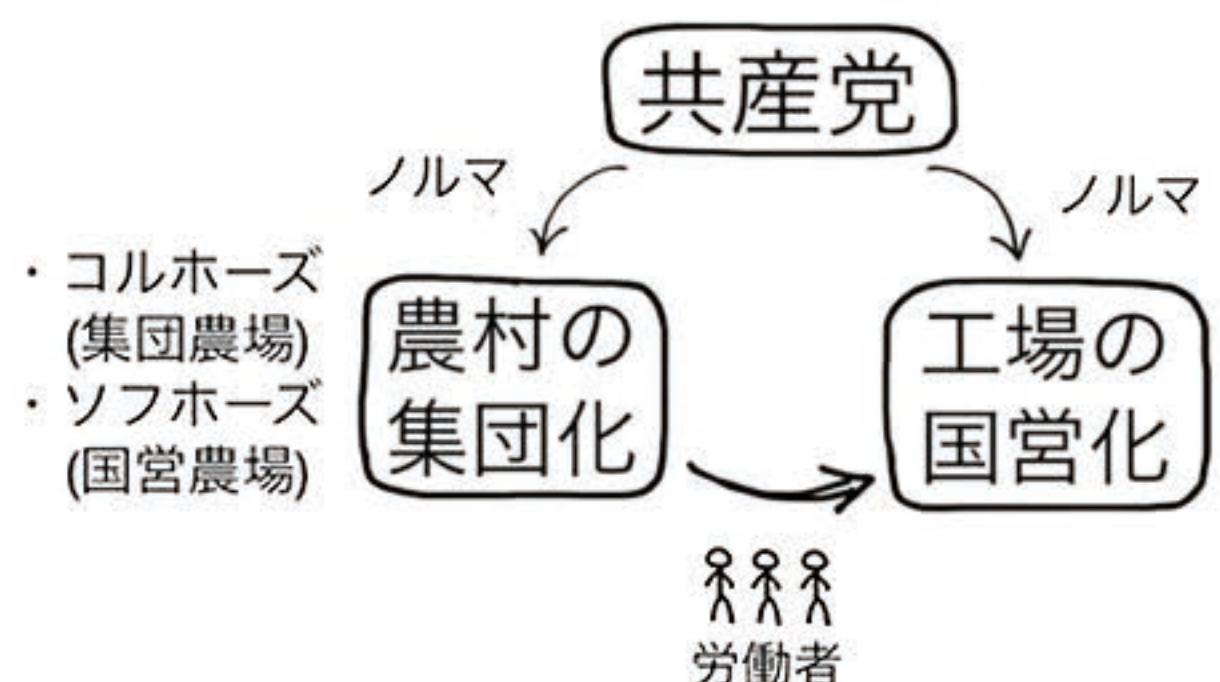 共産党
ノルマ
ノルマ
・コルホーズ
(集団農場)
・ソフホーズ
(国営農場)
農村の
集団化
工場の
国営化
労働者